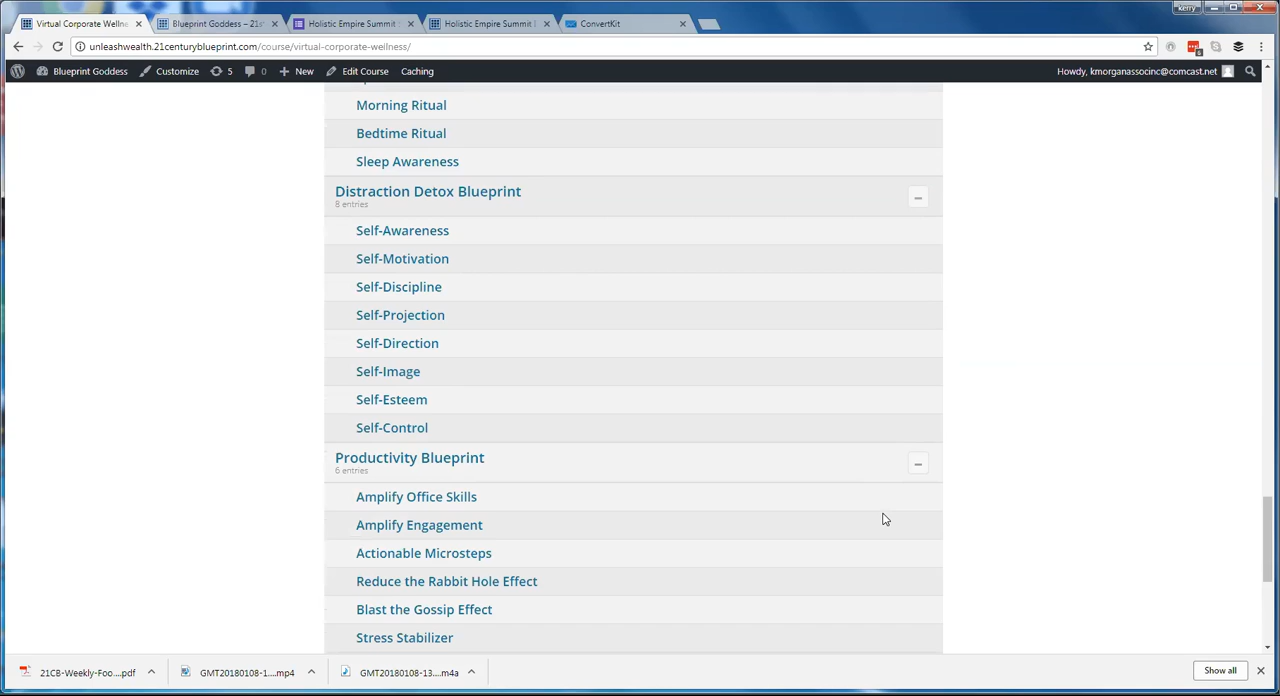 kerry
Virtual Corporate Wellne
Blueprint Goddess – 21s
Holistic Empire Summit
Holistic Empire Summit
ConvertKit
unleashwealth.21centuryblueprint.com/course/virtual-corporate-wellness/
6
Blueprint Goddess
Customize
5
0
New
Edit Course
Caching
Howdy, kmorganassocinc@comcast.net
Morning Ritual
Bedtime Ritual
Sleep Awareness
Distraction Detox Blueprint
8 entries
Self-Awareness
Self-Motivation
Self-Discipline
Self-Projection
Self-Direction
Self-Image
Self-Esteem
Self-Control
Productivity Blueprint
6 entries
Amplify Office Skills
Amplify Engagement
Actionable Microsteps
Reduce the Rabbit Hole Effect
Blast the Gossip Effect
Stress Stabilizer
21CB-Weekly-Foo....pdf
GMT20180108-1....mp4
GMT20180108-13....m4a
Show all